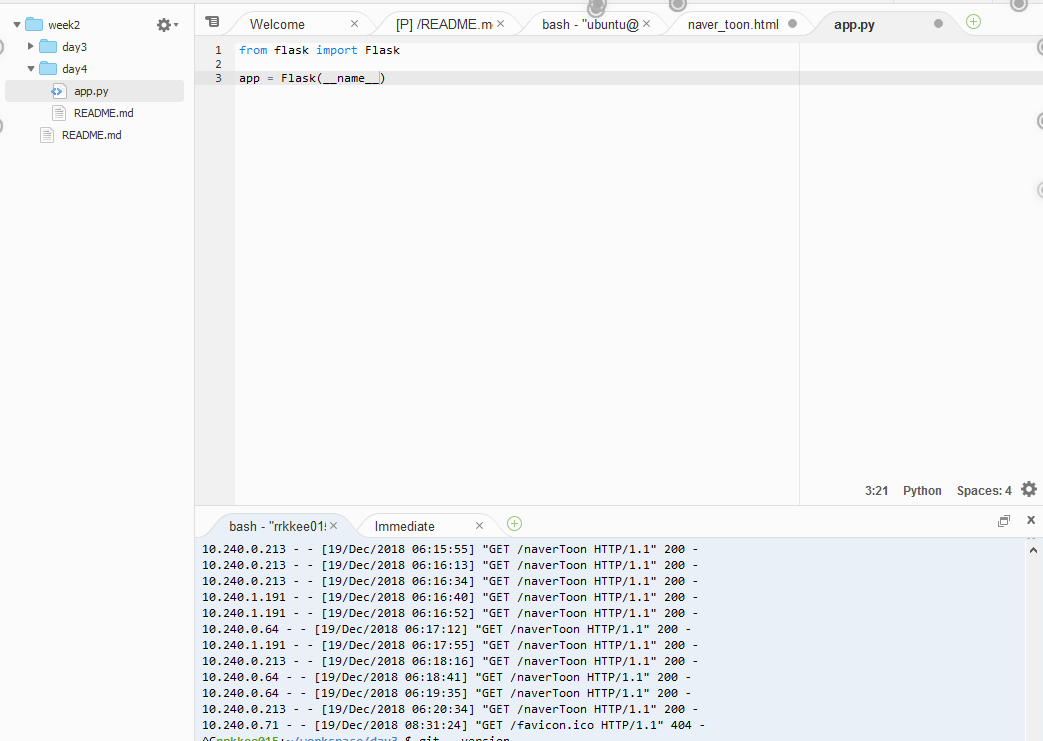 week2
day3
day4
app.py
README.md
README.md
Welcome
[P] /README.m
bash - "ubuntu@
naver_toon.html
app.py
1 from flask import Flask
2
3 app = Flask(__name__)
3:21 Python Spaces: 4
bash - "rrkkee015
Immediate
10.240.0.213 - - [19/Dec/2018 06:15:55] "GET /naverToon HTTP/1.1" 200 -
10.240.0.213 - - [19/Dec/2018 06:16:13] "GET /naverToon HTTP/1.1" 200 -
10.240.0.213 - - [19/Dec/2018 06:16:34] "GET /naverToon HTTP/1.1" 200 -
10.240.1.191 - - [19/Dec/2018 06:16:40] "GET /naverToon HTTP/1.1" 200 -
10.240.1.191 - - [19/Dec/2018 06:16:52] "GET /naverToon HTTP/1.1" 200 -
10.240.0.64 - - [19/Dec/2018 06:17:12] "GET /naverToon HTTP/1.1" 200 -
10.240.1.191 - - [19/Dec/2018 06:17:55] "GET /naverToon HTTP/1.1" 200 -
10.240.0.213 - - [19/Dec/2018 06:18:16] "GET /naverToon HTTP/1.1" 200 -
10.240.0.64 - - [19/Dec/2018 06:18:41] "GET /naverToon HTTP/1.1" 200 -
10.240.0.64 - - [19/Dec/2018 06:19:35] "GET /naverToon HTTP/1.1" 200 -
10.240.0.213 - - [19/Dec/2018 06:20:34] "GET /naverToon HTTP/1.1" 200 -
10.240.0.71 - - [19/Dec/2018 08:31:24] "GET /favicon.ico HTTP/1.1" 404 -
^Crrkkee015:~/workspace/day3 $ git --version